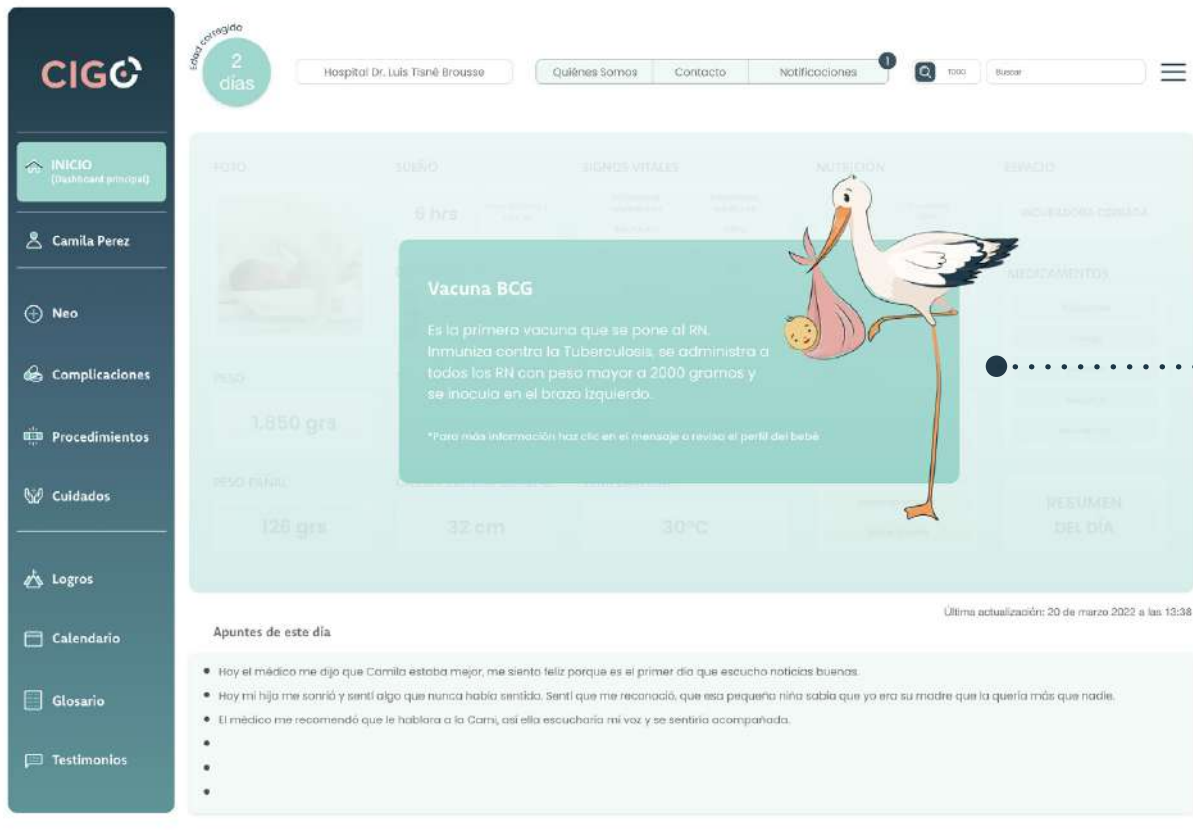 CIGO
INICIO
(Dashboard principal)
Camila Perez
Neo
Complicaciones
Procedimientos
Cuidados
Logros
Calendario
Glosario
Testimonios
Edad corregida
2
días
Hospital Dr. Luis Tisné Brousse
Quiénes Somos
Contacto
Notificaciones
1
TODO
Buscar
FOTO
SUEÑO
SIGNOS VITALES
NUTRICIÓN
ESPACIO
6 hrs
INCUBADORA CERRADA
MEDICAMENTOS
Vacuna BCG
Es la primera vacuna que se pone al RN.
Inmuniza contra la Tuberculosis, se administra a
todos los RN con peso mayor a 2000 gramos y
se inocula en el brazo izquierdo.
*Para más información haz clic en el mensaje o revisa el perfil del bebé
PESO
1.850 grs
PESO PAÑAL
126 grs
32 cm
30°C
RESUMEN
DEL DÍA
Última actualización: 20 de marzo 2022 a las 13:38
Apuntes de este día
Hoy el médico me dijo que Camila estaba mejor, me siento feliz porque es el primer día que escucho noticias buenas.
Hoy mi hija me sonrió y sentí algo que nunca había sentido. Sentí que me reconoció, que esa pequeña niña sabía que yo era su madre que la quería más que nadie.
El médico me recomendó que le hablara a la Cami, así ella escucharía mi voz y se sentiría acompañada.